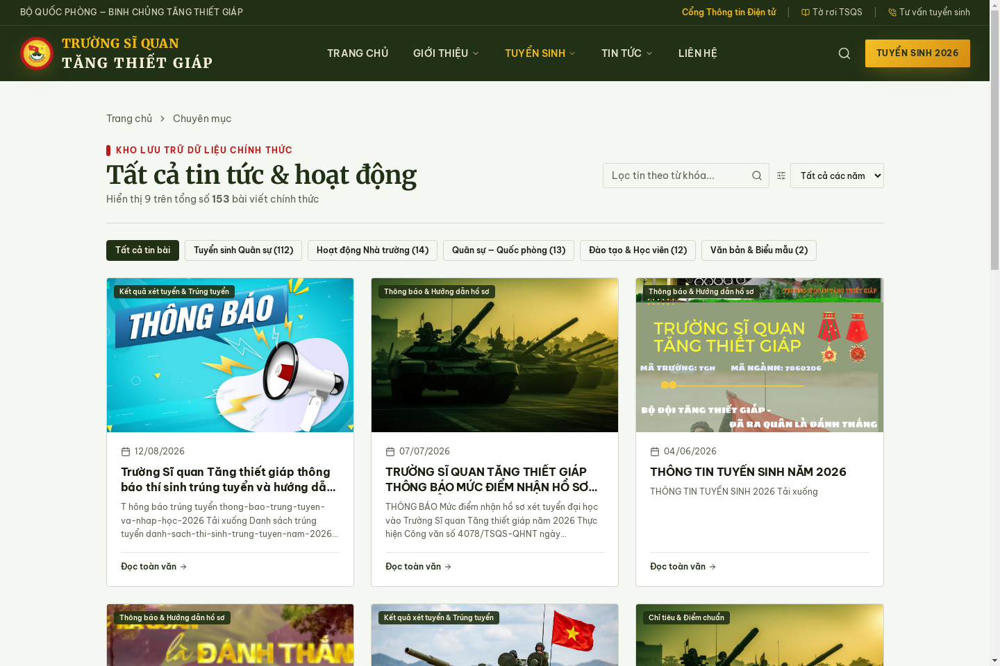 BỘ QUỐC PHÒNG — BINH CHỦNG TĂNG THIẾT GIÁP
Cổng Thông tin Điện tử
Tờ rơi TSQS
Tư vấn tuyển sinh
TRƯỜNG SĨ QUAN
TĂNG THIẾT GIÁP
TRANG CHỦ
GIỚI THIỆU
TUYỂN SINH
TIN TỨC
LIÊN HỆ
TUYỂN SINH 2026
Trang chủ
Chuyên mục
KHO LƯU TRỮ DỮ LIỆU CHÍNH THỨC
Tất cả tin tức & hoạt động
Hiển thị 9 trên tổng số 153 bài viết chính thức
Lọc tin theo từ khóa...
Tất cả các năm
Tất cả tin bài
Tuyển sinh Quân sự (112)
Hoạt động Nhà trường (14)
Quân sự — Quốc phòng (13)
Đào tạo & Học viên (12)
Văn bản & Biểu mẫu (2)
Kết quả xét tuyển & Trúng tuyển
THÔNG BÁO
12/08/2026
Trường Sĩ quan Tăng thiết giáp thông
báo thí sinh trúng tuyển và hướng dẫ...
T hông báo trúng tuyển thong-bao-trung-tuyen-
va-nhap-học-2026 Tải xuống Danh sách trúng
tuyển danh-sach-thi-sinh-trung-tuyen-nam-2026...
Đọc toàn văn
Thông báo & Hướng dẫn hồ sơ
07/07/2026
TRƯỜNG SĨ QUAN TĂNG THIẾT GIÁP
THÔNG BÁO MỨC ĐIỂM NHẬN HỒ SƠ...
THÔNG BÁO Mức điểm nhận hồ sơ xét tuyển đại học
vào Trường Sĩ quan Tăng thiết giáp năm 2026 Thực
hiện Công văn số 4078/TSQS-QHNT ngày...
Đọc toàn văn
Thông báo & Hướng dẫn hồ sơ
TRƯỜNG SĨ QUAN TĂNG THIẾT GIÁP
TRƯỜNG SĨ QUAN
TĂNG THIẾT GIÁP
MÃ TRƯỜNG: TGH
MÃ NGÀNH: 7860206
BỘ ĐỘI TĂNG THIẾT GIÁP -
ĐÃ RA QUÂN LÀ ĐÁNH THẮNG
04/06/2026
THÔNG TIN TUYỂN SINH NĂM 2026
THÔNG TIN TUYỂN SINH 2026 Tải xuống
Đọc toàn văn
Thông báo & Hướng dẫn hồ sơ
là ĐÁNH THẮN
Kết quả xét tuyển & Trúng tuyển
Chỉ tiêu & Điểm chuẩn